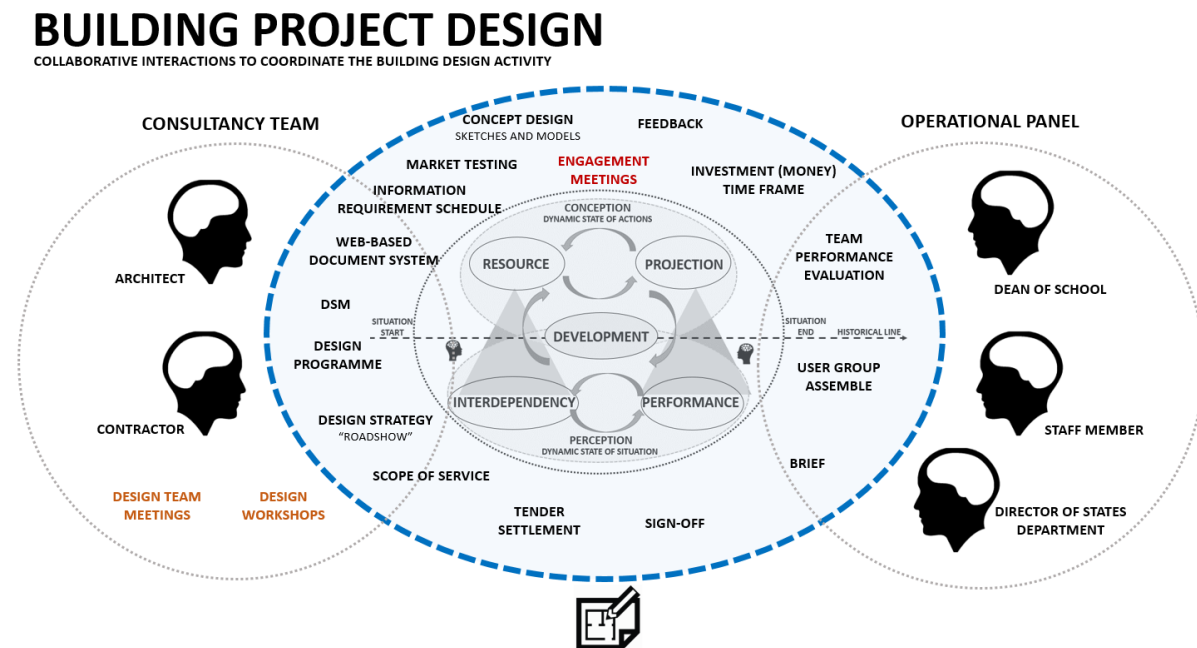 BUILDING PROJECT DESIGN
COLLABORATIVE INTERACTIONS TO COORDINATE THE BUILDING DESIGN ACTIVITY
CONSULTANCY TEAM
ARCHITECT
CONTRACTOR
DESIGN TEAM
MEETINGS
DESIGN
WORKSHOPS
CONCEPT DESIGN
SKETCHES AND MODELS
FEEDBACK
MARKET TESTING
ENGAGEMENT
MEETINGS
INVESTMENT (MONEY)
TIME FRAME
INFORMATION
REQUIREMENT SCHEDULE
WEB-BASED
DOCUMENT SYSTEM
DSM
DESIGN
PROGRAMME
DESIGN STRATEGY
“ROADSHOW”
SCOPE OF SERVICE
TENDER
SETTLEMENT
SIGN-OFF
CONCEPTION
DYNAMIC STATE OF ACTIONS
RESOURCE
PROJECTION
SITUATION
START
DEVELOPMENT
SITUATION
END
HISTORICAL LINE
INTERDEPENDENCY
PERFORMANCE
PERCEPTION
DYNAMIC STATE OF SITUATION
TEAM
PERFORMANCE
EVALUATION
USER GROUP
ASSEMBLE
BRIEF
OPERATIONAL PANEL
DEAN OF SCHOOL
STAFF MEMBER
DIRECTOR OF STATES
DEPARTMENT